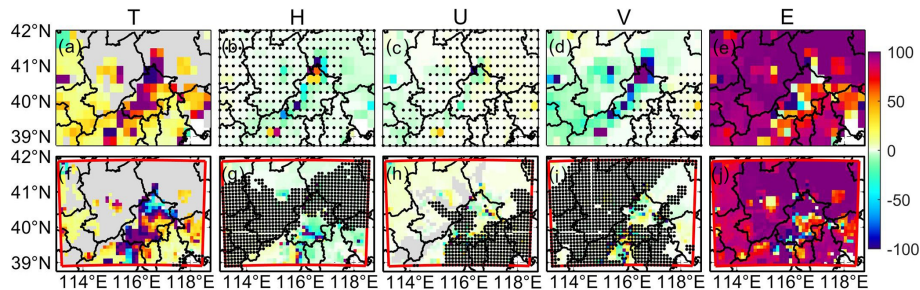 T H U V E
42°N (a) (b) (c) (d) (e) 100
41°N
40°N 50
39°N
0
42°N (f) (g) (h) (i) (j)
41°N -50
40°N
39°N -100
114°E 116°E 118°E 114°E 116°E 118°E 114°E 116°E 118°E 114°E 116°E 118°E 114°E 116°E 118°E